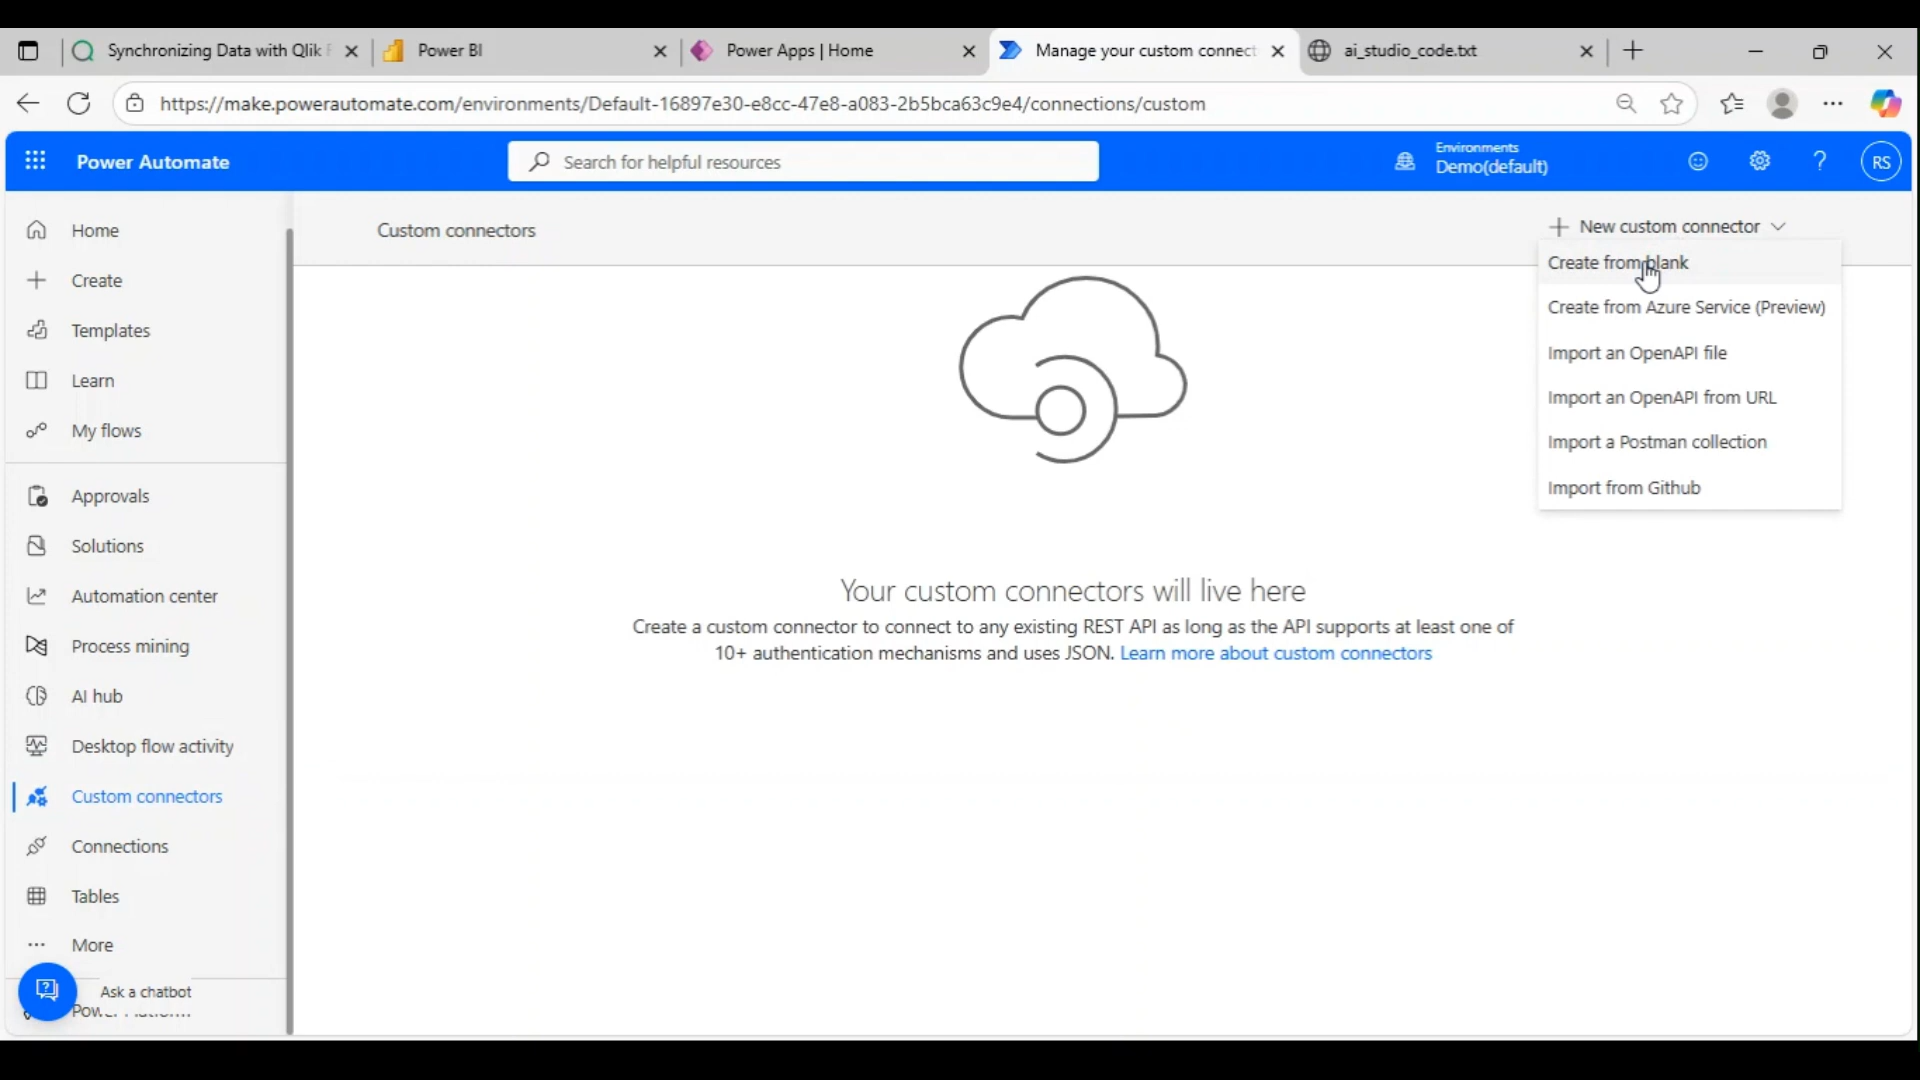 Synchronizing Data with Qlik
Power BI
Power Apps | Home
Manage your custom connect
ai_studio_code.txt
https://make.powerautomate.com/environments/Default-16897e30-e8cc-47e8-a083-2b5bca63c9e4/connections/custom
Power Automate
Search for helpful resources
Environments
Demo(default)
RS
Home
Create
Templates
Learn
My flows
Approvals
Solutions
Automation center
Process mining
AI hub
Desktop flow activity
Custom connectors
Connections
Tables
More
Ask a chatbot
Custom connectors
New custom connector
Create from blank
Create from Azure Service (Preview)
Import an OpenAPI file
Import an OpenAPI from URL
Import a Postman collection
Import from Github
Your custom connectors will live here
Create a custom connector to connect to any existing REST API as long as the API supports at least one of
10+ authentication mechanisms and uses JSON. Learn more about custom connectors